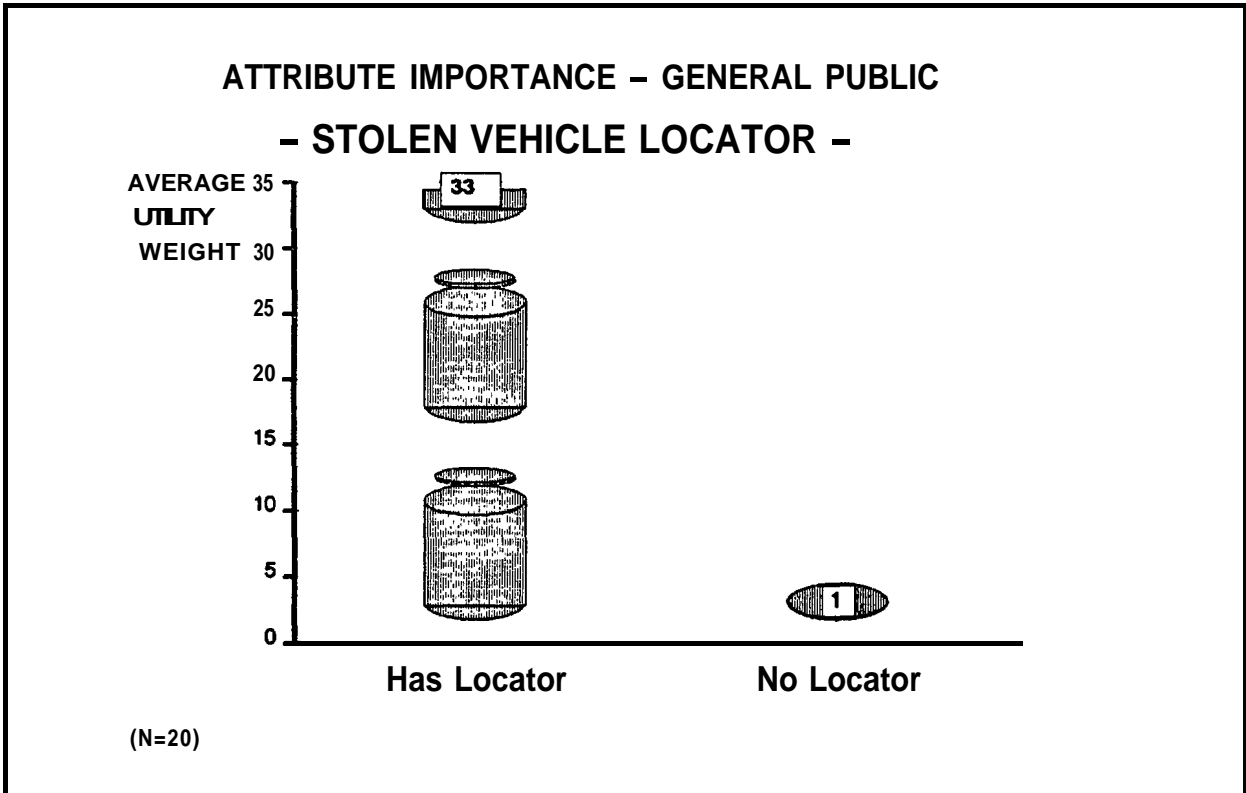 ATTRIBUTE IMPORTANCE – GENERAL PUBLIC
– STOLEN VEHICLE LOCATOR –
AVERAGE 35
UTILITY
WEIGHT 30
25
20
15
10
5
0
33
1
Has Locator No Locator
(N=20)